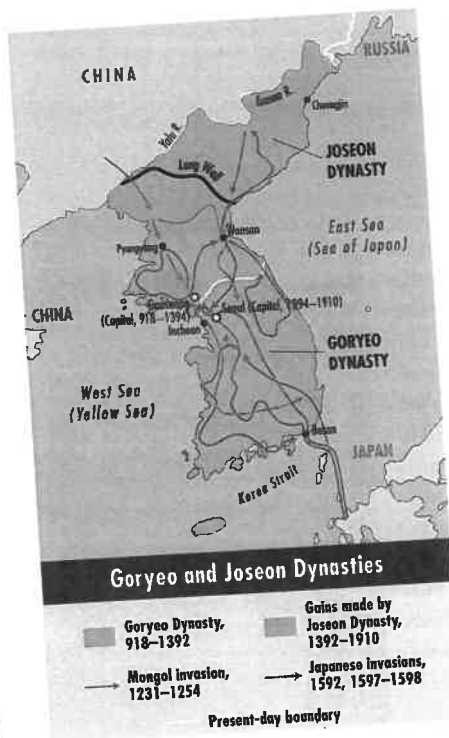 RUSSIA
CHINA
Tumen R.
Chongjin
Yalu R.
JOSEON
DYNASTY
Long Wall
East Sea
(Sea of Japan)
Wonsan
Pyongyang
CHINA
(Capital, 918–1394)
Seoul (Capital, 1394–1910)
Incheon
GORYEO
DYNASTY
West Sea
(Yellow Sea)
Busan
JAPAN
Korea Strait
Goryeo and Joseon Dynasties
Goryeo Dynasty,
918–1392
Gains made by
Joseon Dynasty,
1392–1910
Mongol invasion,
1231–1254
Japanese invasions,
1592, 1597–1598
Present-day boundary